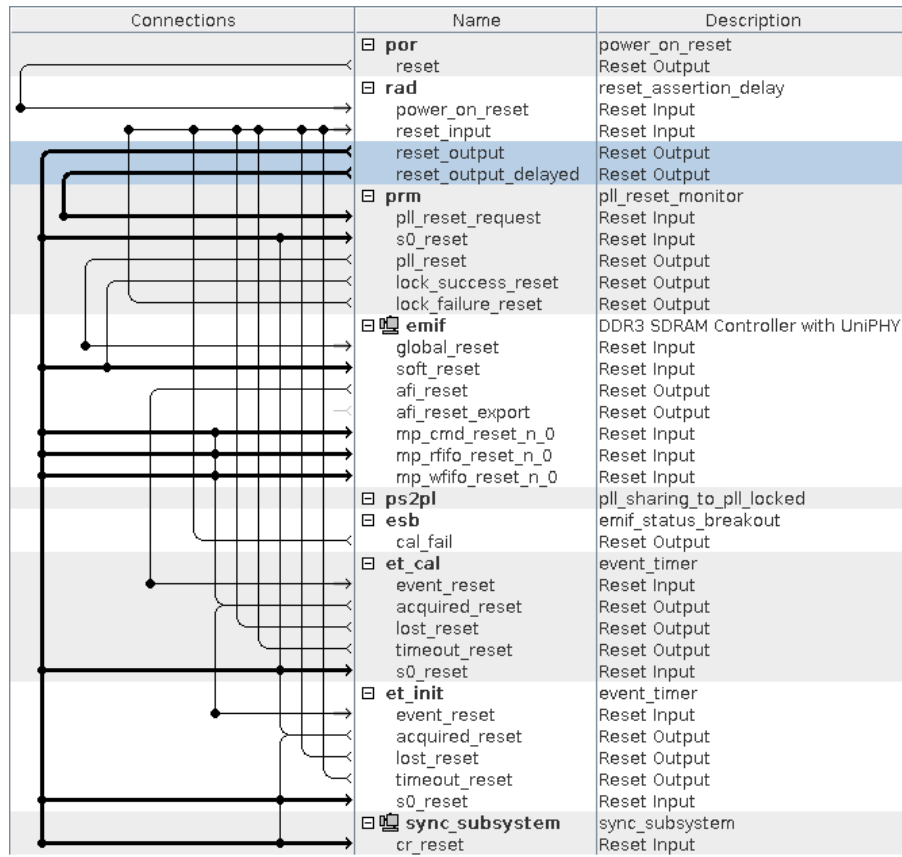 Connections Name Description
por power_on_reset
reset Reset Output
rad reset_assertion_delay
power_on_reset Reset Input
reset_input Reset Input
reset_output Reset Output
reset_output_delayed Reset Output
prm pll_reset_monitor
pll_reset_request Reset Input
s0_reset Reset Input
pll_reset Reset Output
lock_success_reset Reset Output
lock_failure_reset Reset Output
emif DDR3 SDRAM Controller with UniPHY
global_reset Reset Input
soft_reset Reset Input
afi_reset Reset Output
afi_reset_export Reset Output
mp_cmd_reset_n_0 Reset Input
mp_rfifo_reset_n_0 Reset Input
mp_wfifo_reset_n_0 Reset Input
ps2pl pll_sharing_to_pll_locked
esb emif_status_breakout
cal_fail Reset Output
et_cal event_timer
event_reset Reset Input
acquired_reset Reset Output
lost_reset Reset Output
timeout_reset Reset Output
s0_reset Reset Input
et_init event_timer
event_reset Reset Input
acquired_reset Reset Output
lost_reset Reset Output
timeout_reset Reset Output
s0_reset Reset Input
sync_subsystem sync_subsystem
cr_reset Reset Input